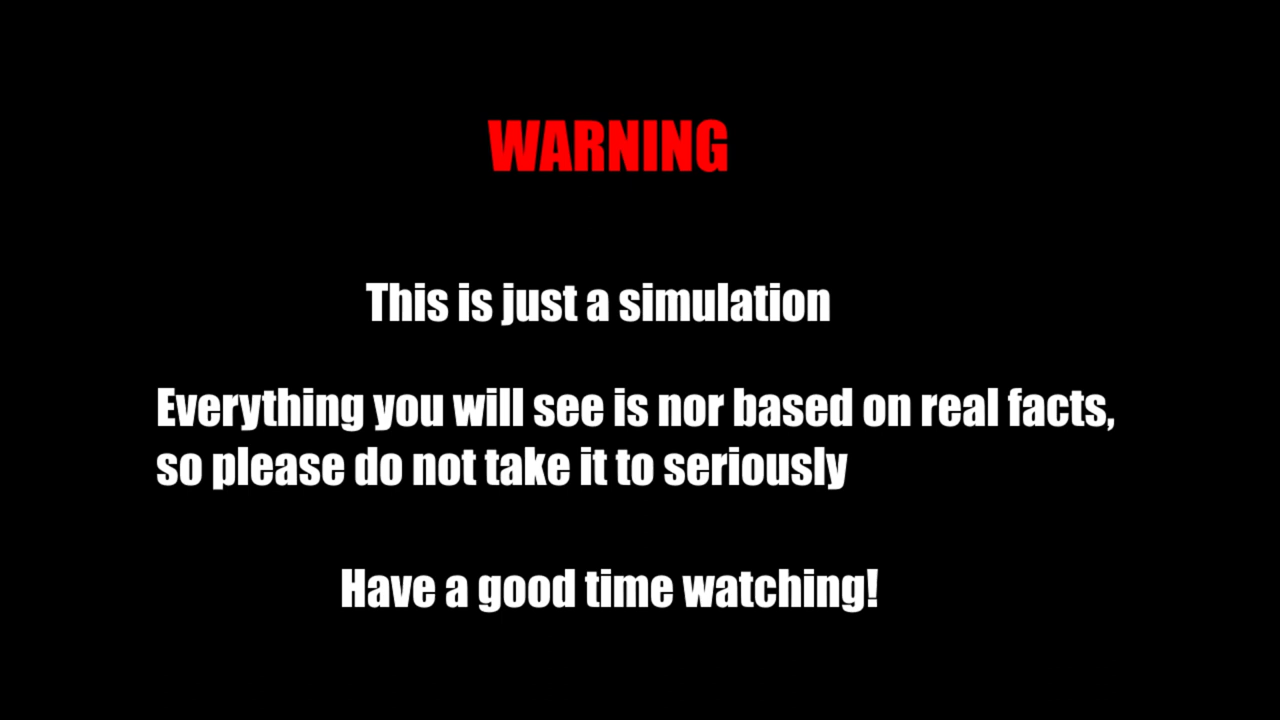 WARNING
This is just a simulation
Everything you will see is nor based on real facts,
so please do not take it to seriously
Have a good time watching!